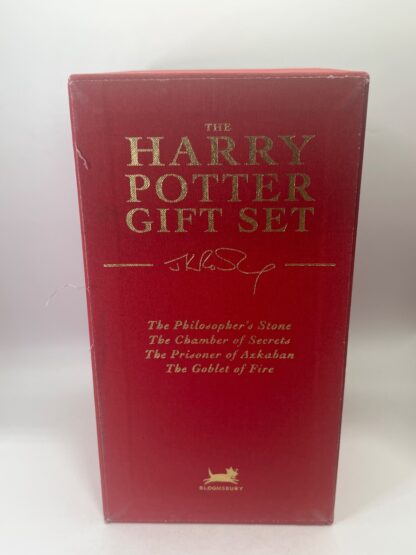 THE
HARRY
POTTER
GIFT SET
JKRowling
The Philosopher's Stone
The Chamber of Secrets
The Prisoner of Azkaban
The Goblet of Fire
BLOOMSBURY